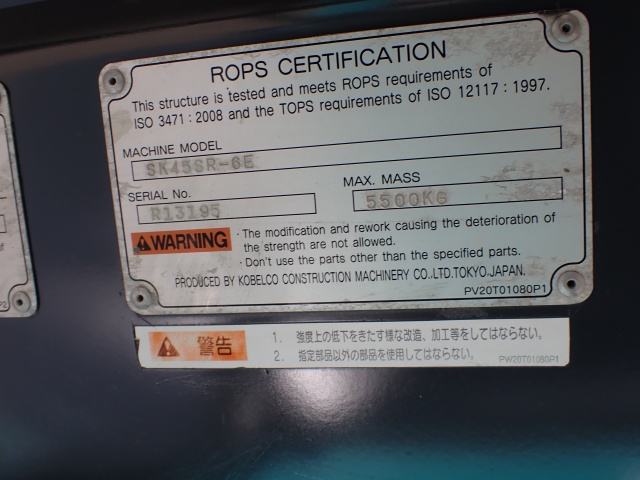 ROPS CERTIFICATION
This structure is tested and meets ROPS requirements of
ISO 3471 : 2008 and the TOPS requirements of ISO 12117 : 1997.
MACHINE MODEL
SK45SR-6E
SERIAL No.
R13195
MAX. MASS
5500KG
WARNING
· The modification and rework causing the deterioration of
the strength are not allowed.
· Don't use the parts other than the specified parts.
PRODUCED BY KOBELCO CONSTRUCTION MACHINERY CO.,LTD.TOKYO.JAPAN.
PV20T01080P1
警告
1. 強度上の低下をきたす様な改造、加工等をしてはならない。
2. 指定部品以外の部品を使用してはならない。
PW20T01080P1